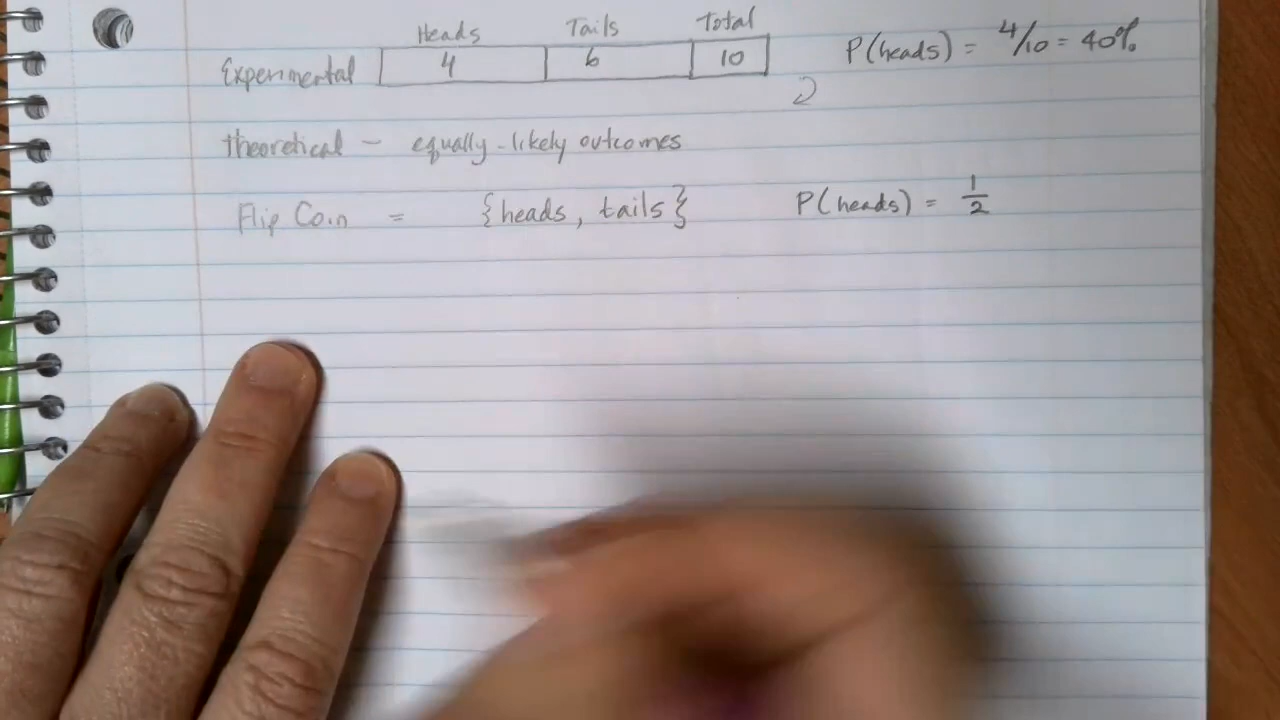 Heads Tails Total
Experimental 4 6 10 P(heads) = 4/10 = 40%
theoretical - equally-likely outcomes
Flip Coin = {heads, tails} P(heads) = 1/2